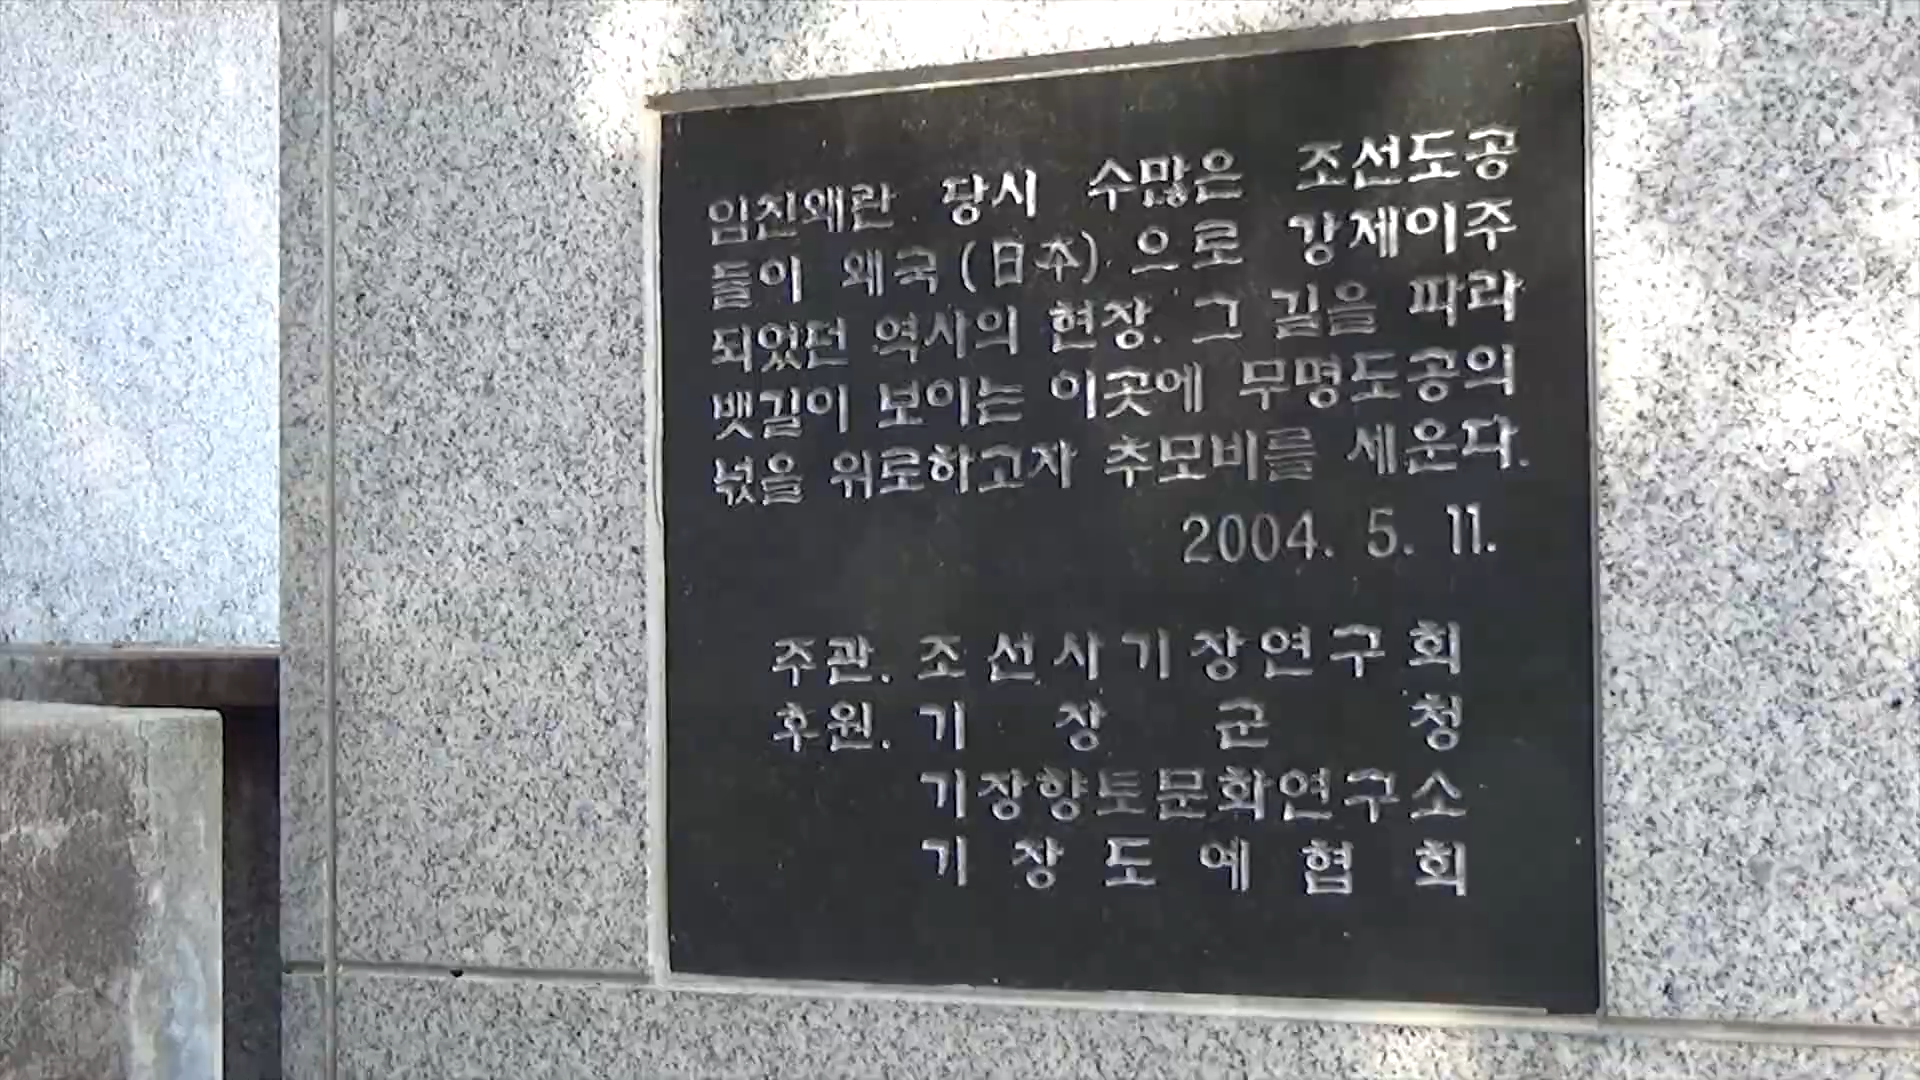 임진왜란 당시 수많은 조선도공
들이 왜국(日本)으로 강제이주
되었던 역사의 현장. 그 길을 따라
뱃길이 보이는 이곳에 무명도공의
넋을 위로하고자 추모비를 세운다.
2004. 5. 11.
주관. 조선사기장연구회
후원. 기장군청
기장향토문화연구소
기장도예협회